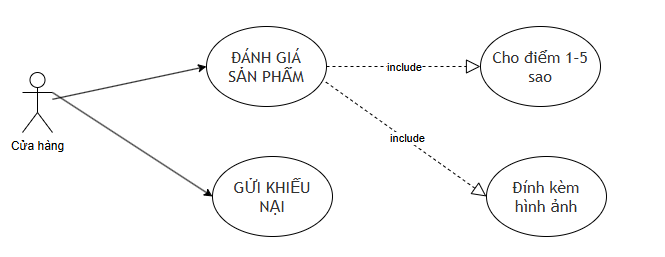 ĐÁNH GIÁ
SẢN PHẨM
include
Cho điểm 1-5
sao
Cửa hàng
include
GỬI KHIẾU
NẠI
Đính kèm
hình ảnh